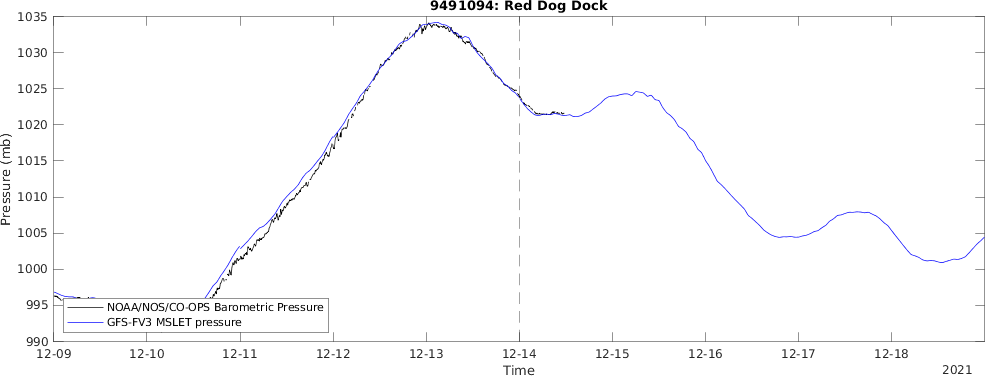 9491094: Red Dog Dock
1035
1030
1025
1020
1015
1010
1005
1000
995
990
Pressure (mb)
NOAA/NOS/CO-OPS Barometric Pressure
GFS-FV3 MSLET pressure
12-09 12-10 12-11 12-12 12-13 12-14 12-15 12-16 12-17 12-18
Time
2021